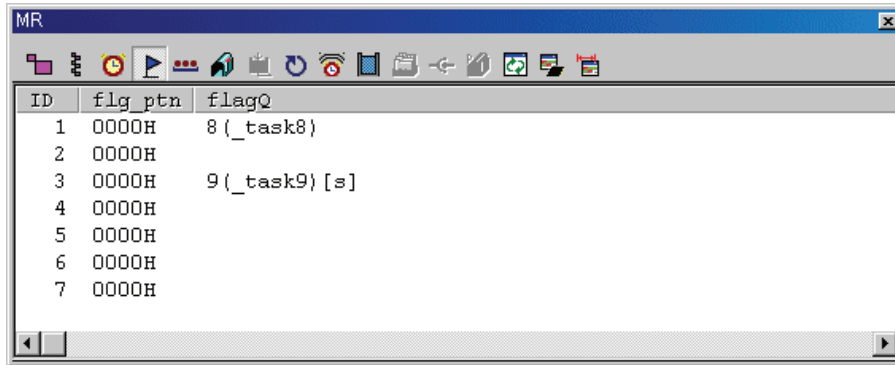 MR
ID flg_ptn flagQ
1 0000H 8(_task8)
2 0000H
3 0000H 9(_task9)[s]
4 0000H
5 0000H
6 0000H
7 0000H